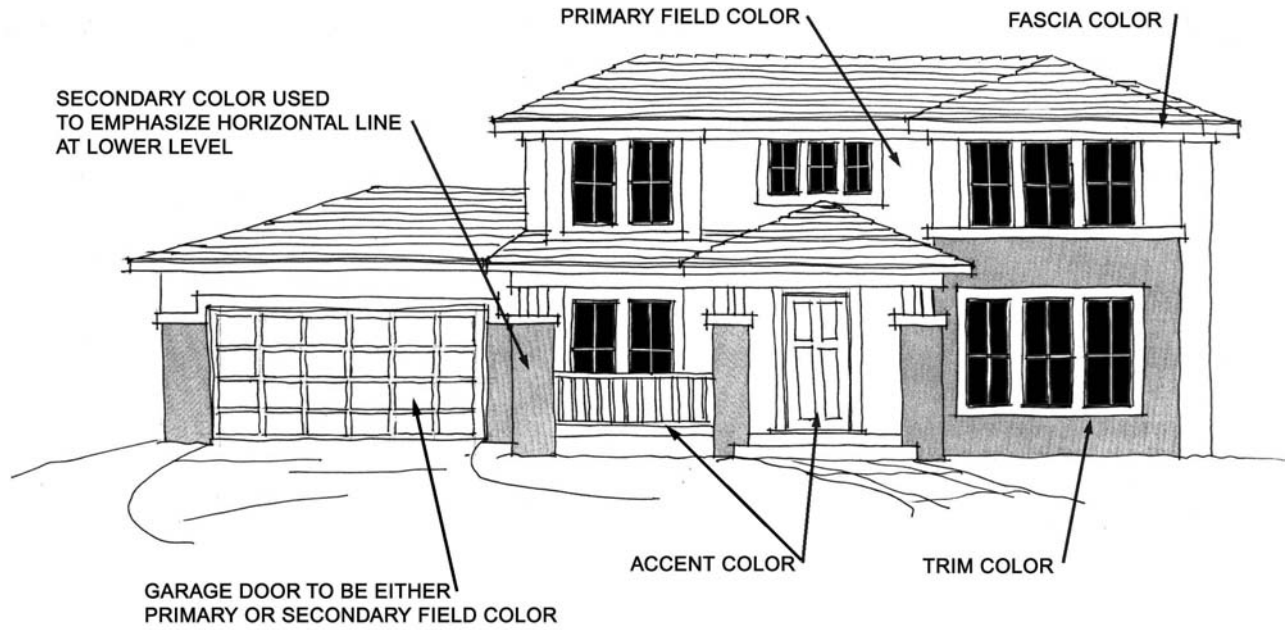 PRIMARY FIELD COLOR
FASCIA COLOR
SECONDARY COLOR USED
TO EMPHASIZE HORIZONTAL LINE
AT LOWER LEVEL
ACCENT COLOR
TRIM COLOR
GARAGE DOOR TO BE EITHER
PRIMARY OR SECONDARY FIELD COLOR